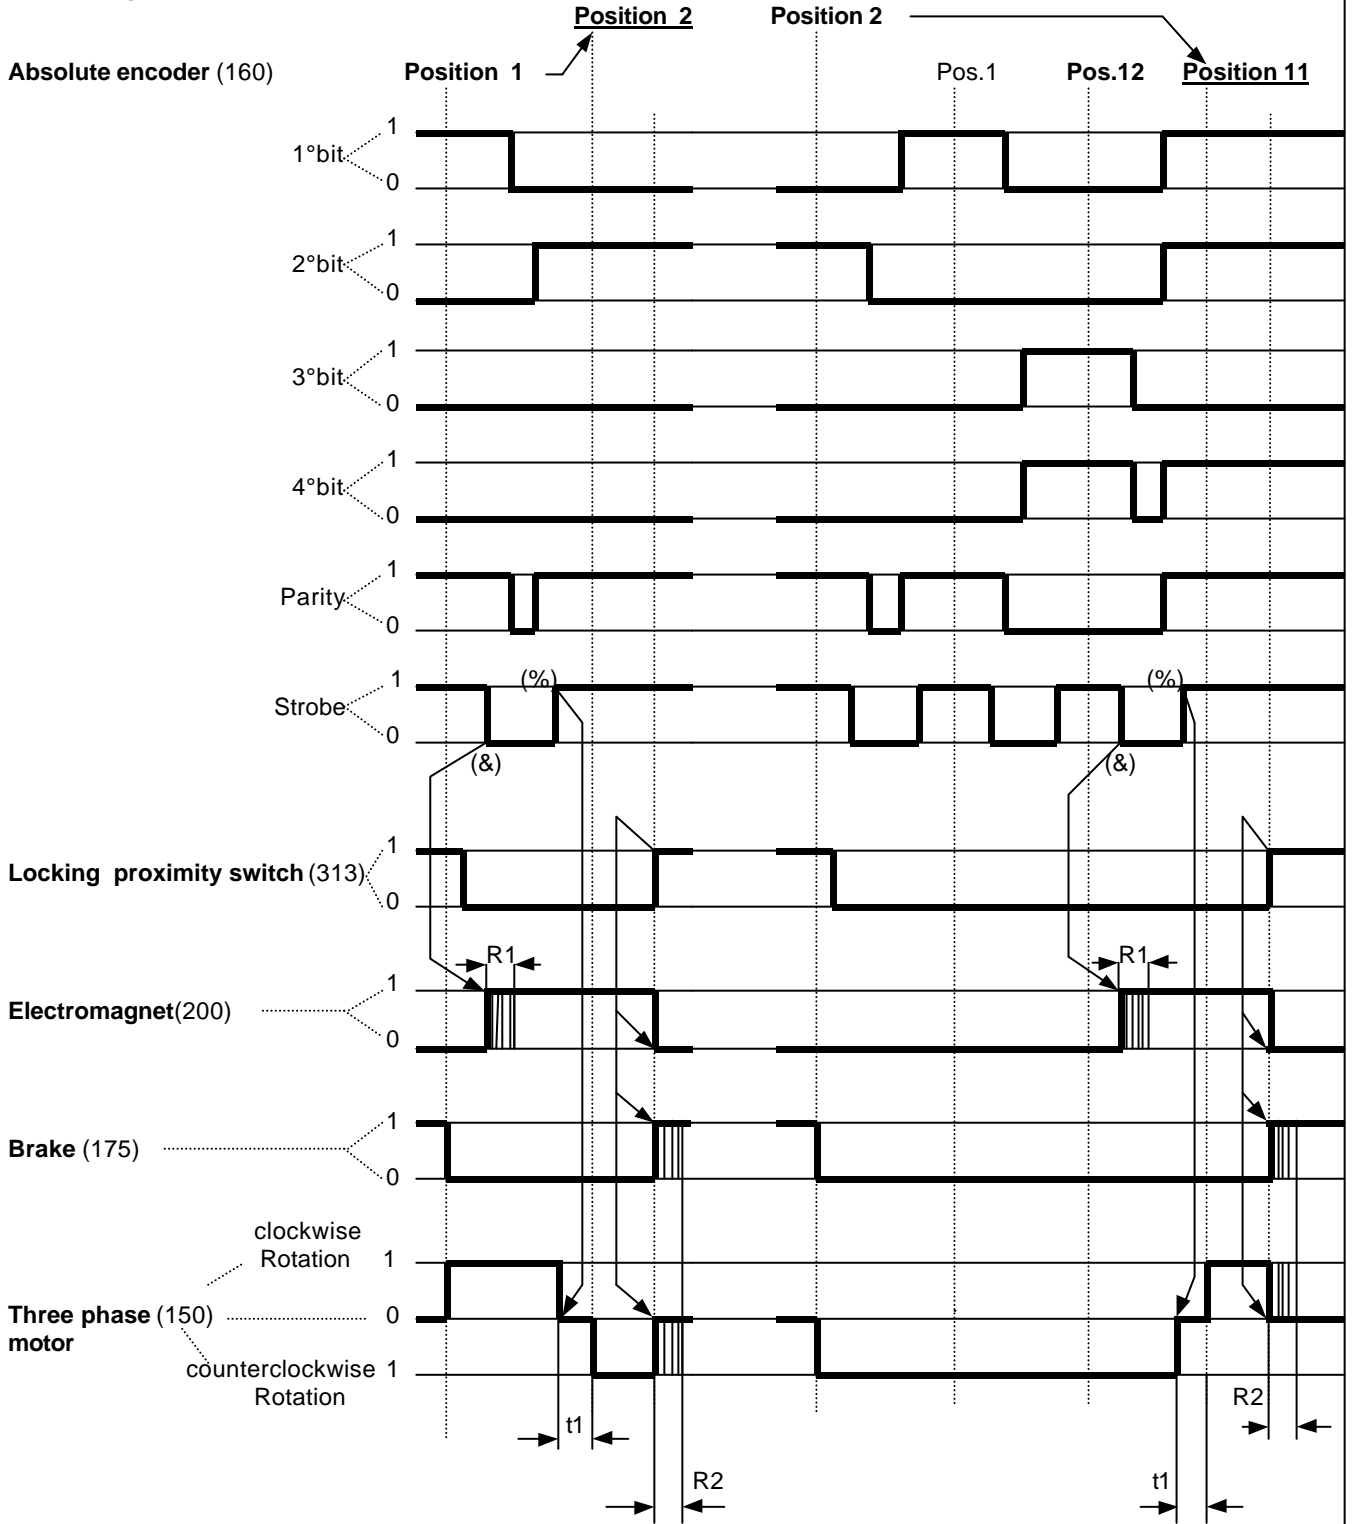 Position 2 Position 2
Absolute encoder (160) Position 1 Pos.1 Pos.12 Position 11
1
1°bit
0
1
2°bit
0
1
3°bit
0
1
4°bit
0
1
Parity
0
1 (%) (%)
Strobe
0
(&) (&)
1
Locking proximity switch (313)
0
R1 R1
1
Electromagnet(200)
0
1
Brake (175)
0
clockwise
Rotation 1
Three phase (150) 0
motor
counterclockwise 1
Rotation
R2
t1
R2 t1